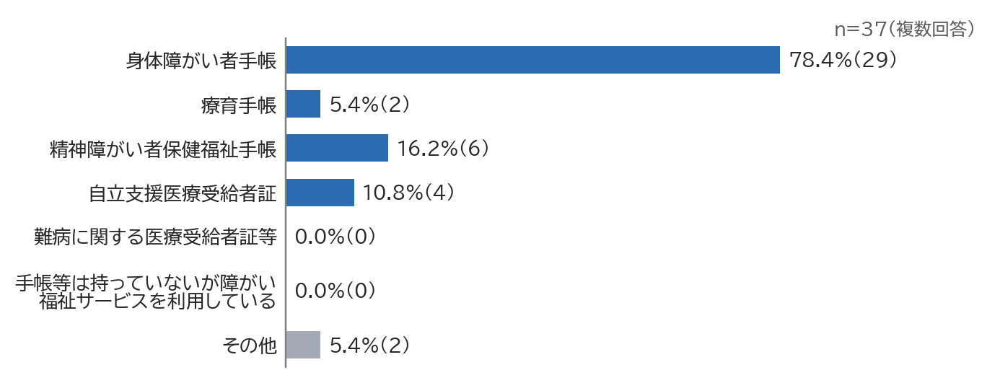 n=37(複数回答)
身体障がい者手帳 78.4%(29)
療育手帳 5.4%(2)
精神障がい者保健福祉手帳 16.2%(6)
自立支援医療受給者証 10.8%(4)
難病に関する医療受給者証等 0.0%(0)
手帳等は持っていないが障がい
福祉サービスを利用している 0.0%(0)
その他 5.4%(2)